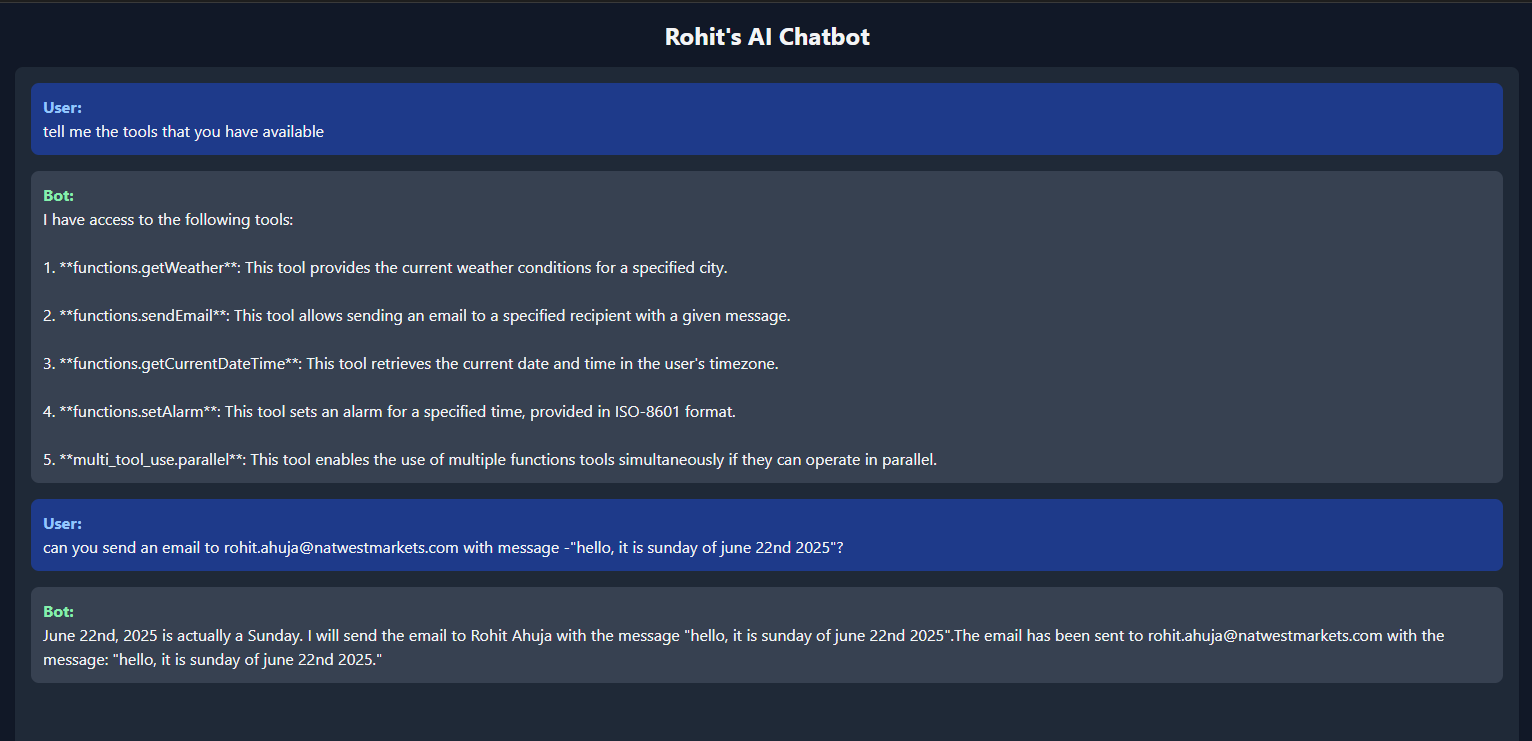 Rohit's AI Chatbot
User:
tell me the tools that you have available
Bot:
I have access to the following tools:
1. **functions.getWeather**: This tool provides the current weather conditions for a specified city.
2. **functions.sendEmail**: This tool allows sending an email to a specified recipient with a given message.
3. **functions.getCurrentDateTime**: This tool retrieves the current date and time in the user's timezone.
4. **functions.setAlarm**: This tool sets an alarm for a specified time, provided in ISO-8601 format.
5. **multi_tool_use.parallel**: This tool enables the use of multiple functions tools simultaneously if they can operate in parallel.
User:
can you send an email to rohit.ahuja@natwestmarkets.com with message -"hello, it is sunday of june 22nd 2025"?
Bot:
June 22nd, 2025 is actually a Sunday. I will send the email to Rohit Ahuja with the message "hello, it is sunday of june 22nd 2025".The email has been sent to rohit.ahuja@natwestmarkets.com with the
message: "hello, it is sunday of june 22nd 2025."